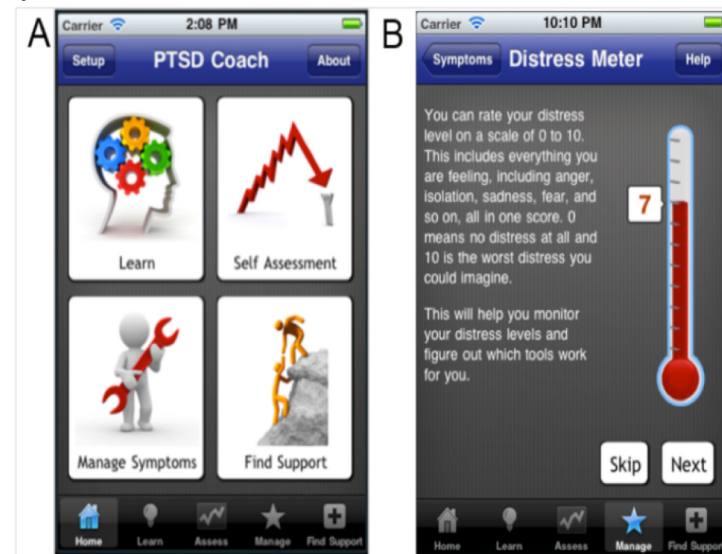 A
Carrier 2:08 PM
Setup PTSD Coach About
Learn Self Assessment
Manage Symptoms Find Support
Home Learn Assess Manage Find Support
B
Carrier 10:10 PM
Symptoms Distress Meter Help
You can rate your distress
level on a scale of 0 to 10.
This includes everything you
are feeling, including anger,
isolation, sadness, fear, and
so on, all in one score. 0
means no distress at all and
10 is the worst distress you
could imagine.
7
This will help you monitor
your distress levels and
figure out which tools work
for you.
Skip Next
Home Learn Assess Manage Find Suppor